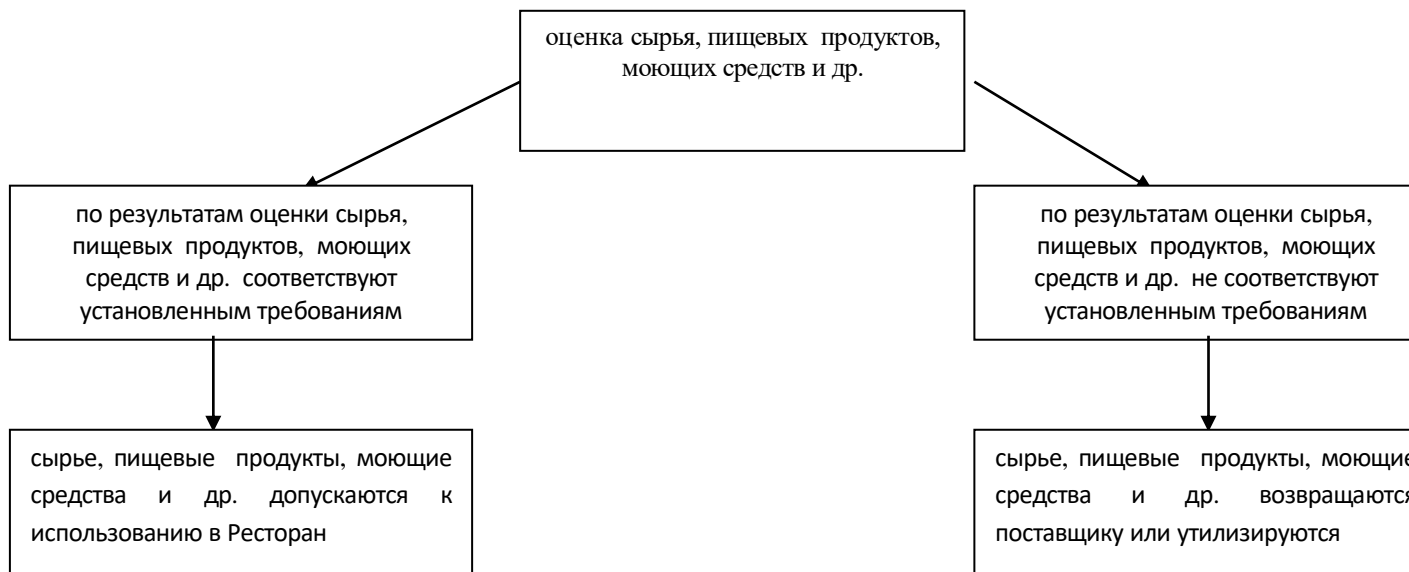 оценка сырья, пищевых продуктов,
моющих средств и др.
по результатам оценки сырья,
пищевых продуктов, моющих
средств и др. соответствуют
установленным требованиям
по результатам оценки сырья,
пищевых продуктов, моющих
средств и др. не соответствуют
установленным требованиям
сырье, пищевые продукты, моющие
средства и др. допускаются к
использованию в Ресторан
сырье, пищевые продукты, моющие
средства и др. возвращаются
поставщику или утилизируются